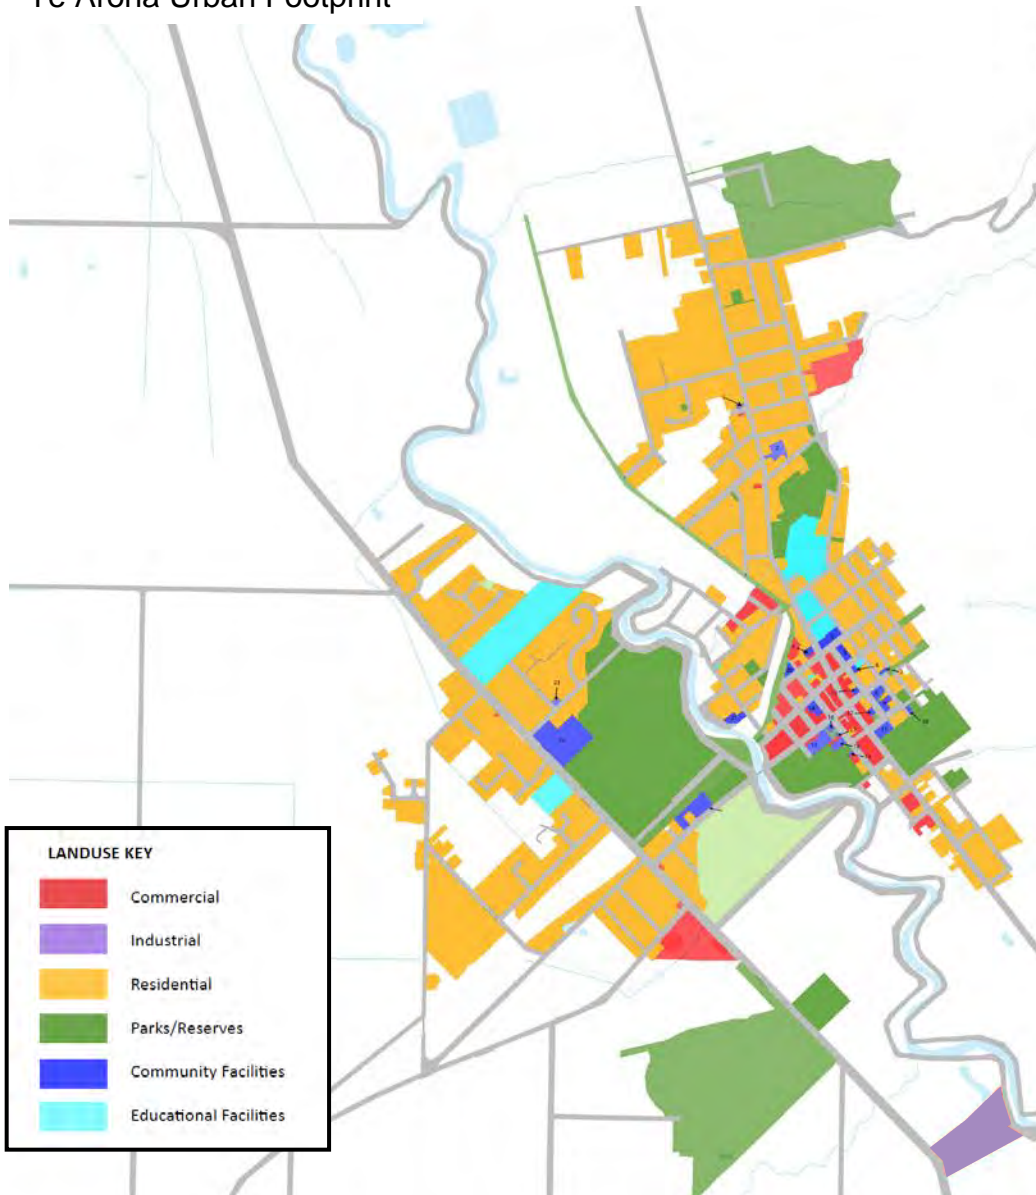 Te Aroha Urban Footprint
LANDUSE KEY
Commercial
Industrial
Residential
Parks/Reserves
Community Facilities
Educational Facilities